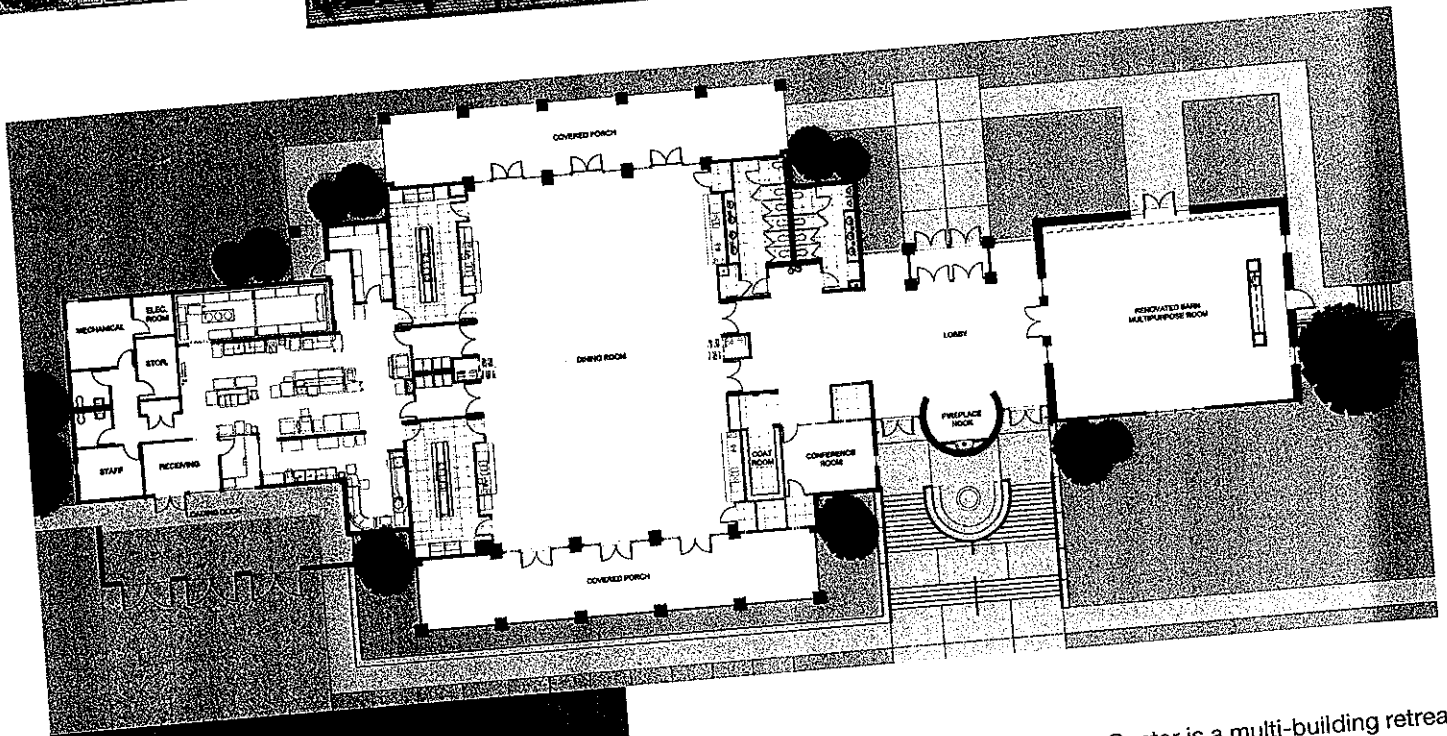 COVERED PORCH
MECHANICAL
ELEC.
ROOM
STOR.
DINING ROOM
LOBBY
RENOVATED BARN
MULTIPURPOSE ROOM
STAFF
RECEIVING
COAT
ROOM
CONFERENCE
ROOM
FIREPLACE
NOOK
COVERED PORCH
is a multi-building retrea